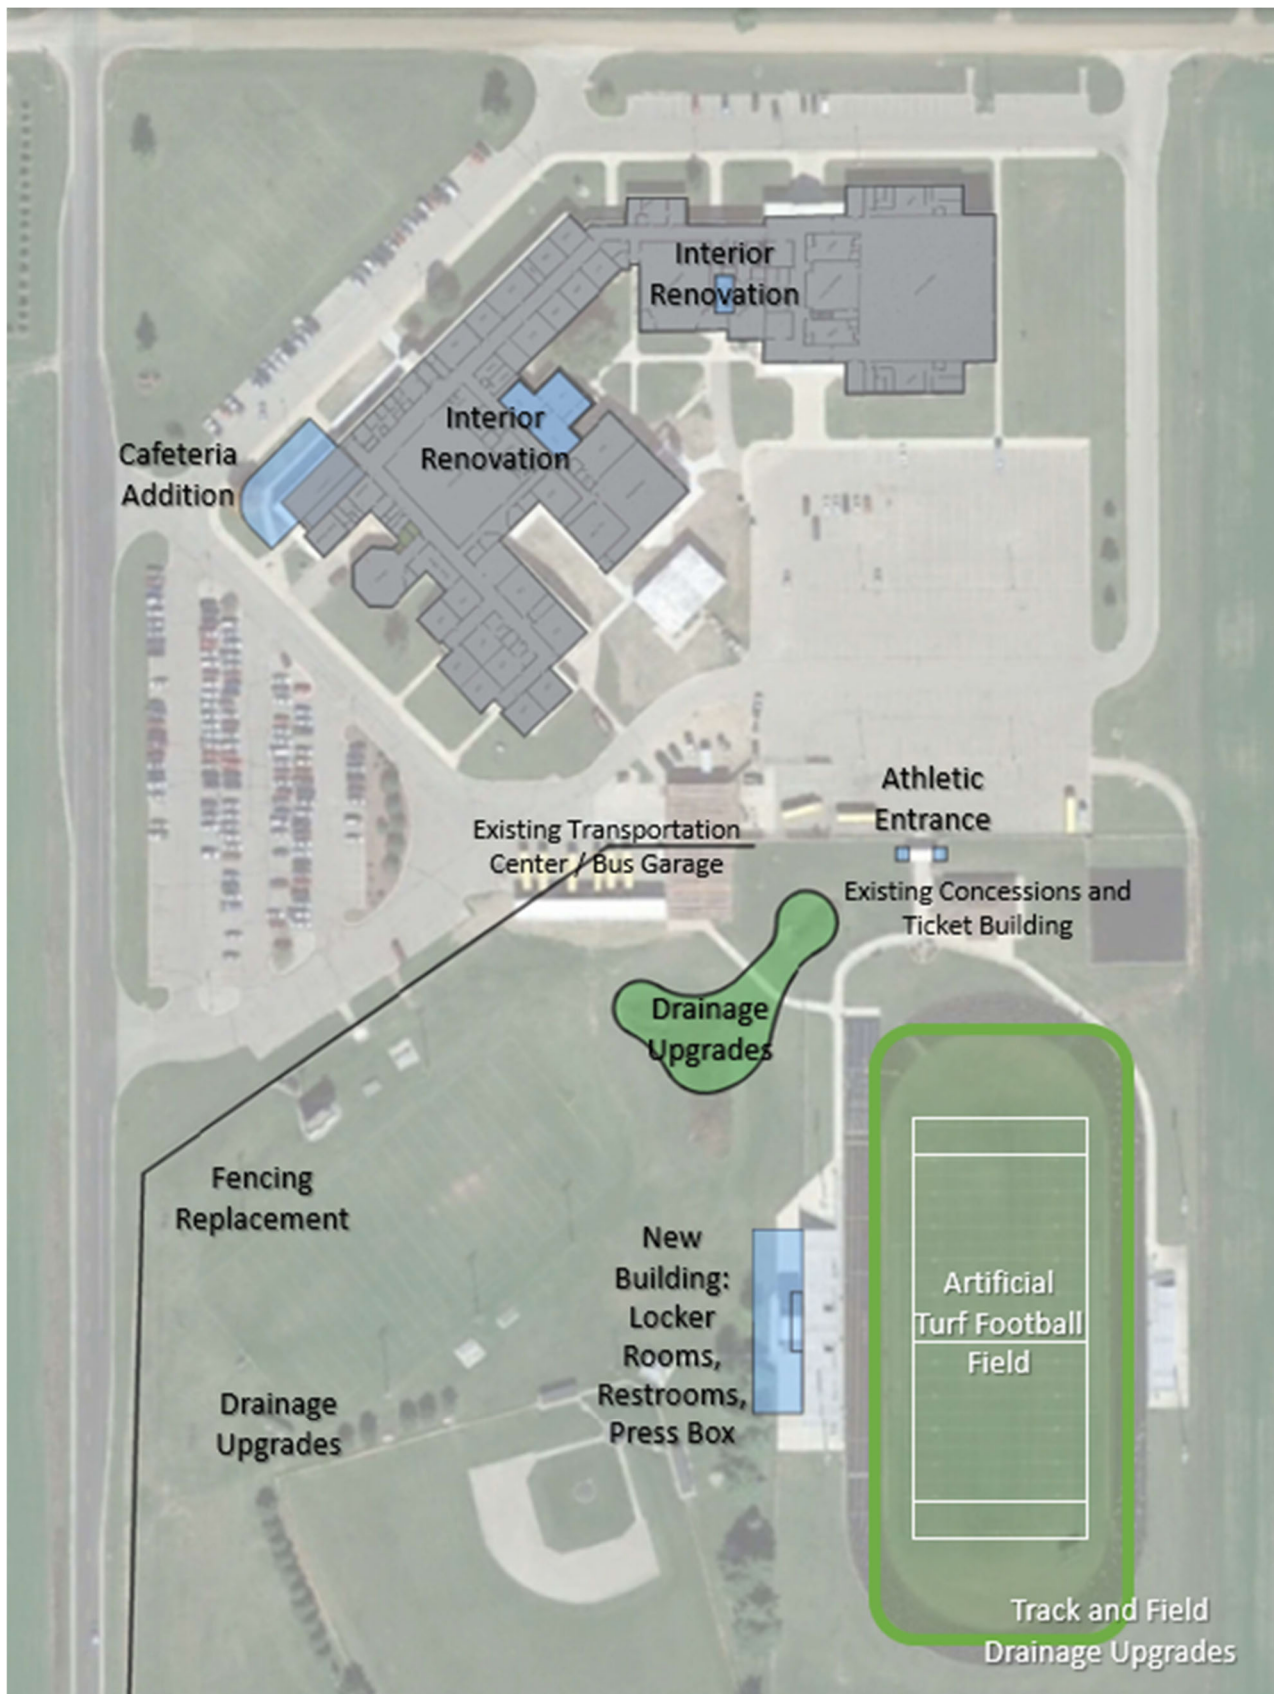 Interior
Renovation
Interior
Renovation
Cafeteria
Addition
Athletic
Entrance
Existing Transportation
Center / Bus Garage
Existing Concessions and
Ticket Building
Drainage
Upgrades
Fencing
Replacement
New
Building:
Locker
Rooms,
Restrooms,
Press Box
Artificial
Turf Football
Field
Drainage
Upgrades
Track and Field
Drainage Upgrades